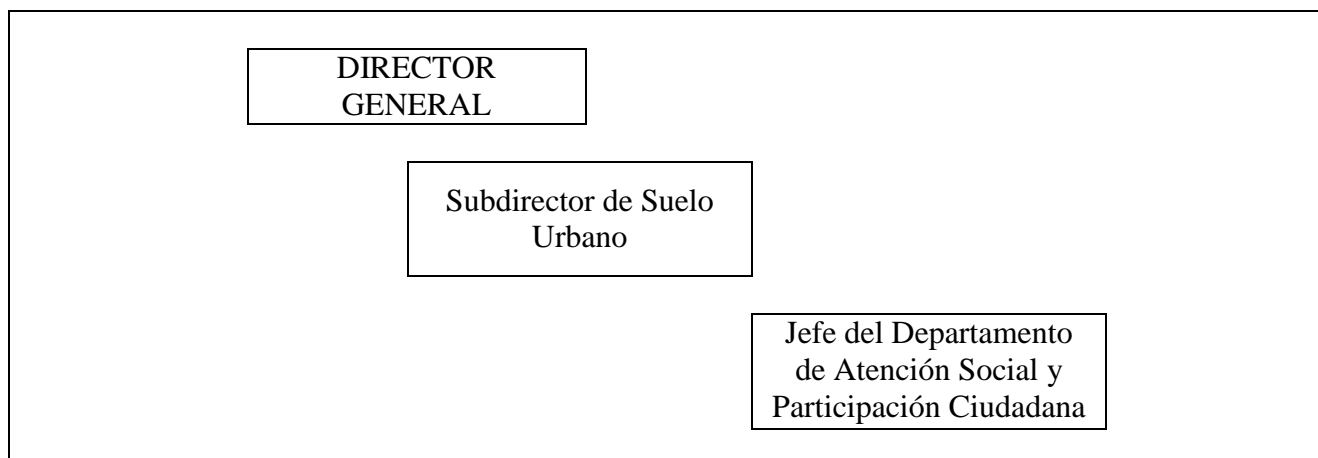 DIRECTOR
GENERAL
Subdirector de Suelo
Urbano
Jefe del Departamento
de Atención Social y
Participación Ciudadana